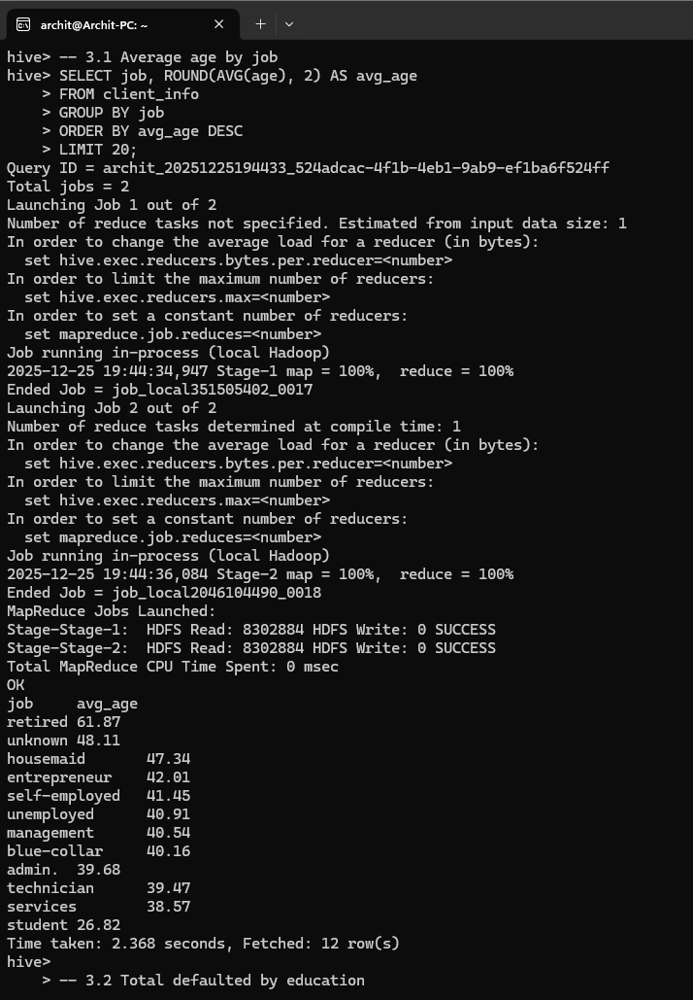 archit@Archit-PC: ~
hive> -- 3.1 Average age by job
hive> SELECT job, ROUND(AVG(age), 2) AS avg_age
    > FROM client_info
    > GROUP BY job
    > ORDER BY avg_age DESC
    > LIMIT 20;
Query ID = archit_20251225194433_524adcac-4f1b-4eb1-9ab9-ef1ba6f524ff
Total jobs = 2
Launching Job 1 out of 2
Number of reduce tasks not specified. Estimated from input data size: 1
In order to change the average load for a reducer (in bytes):
  set hive.exec.reducers.bytes.per.reducer=<number>
In order to limit the maximum number of reducers:
  set hive.exec.reducers.max=<number>
In order to set a constant number of reducers:
  set mapreduce.job.reduces=<number>
Job running in-process (local Hadoop)
2025-12-25 19:44:34,947 Stage-1 map = 100%,  reduce = 100%
Ended Job = job_local351505402_0017
Launching Job 2 out of 2
Number of reduce tasks determined at compile time: 1
In order to change the average load for a reducer (in bytes):
  set hive.exec.reducers.bytes.per.reducer=<number>
In order to limit the maximum number of reducers:
  set hive.exec.reducers.max=<number>
In order to set a constant number of reducers:
  set mapreduce.job.reduces=<number>
Job running in-process (local Hadoop)
2025-12-25 19:44:36,084 Stage-2 map = 100%,  reduce = 100%
Ended Job = job_local2046104490_0018
MapReduce Jobs Launched:
Stage-Stage-1:  HDFS Read: 8302884 HDFS Write: 0 SUCCESS
Stage-Stage-2:  HDFS Read: 8302884 HDFS Write: 0 SUCCESS
Total MapReduce CPU Time Spent: 0 msec
OK
job     avg_age
retired 61.87
unknown 48.11
housemaid       47.34
entrepreneur    42.01
self-employed   41.45
unemployed      40.91
management      40.54
blue-collar     40.16
admin.  39.68
technician      39.47
services        38.57
student 26.82
Time taken: 2.368 seconds, Fetched: 12 row(s)
hive>
    > -- 3.2 Total defaulted by education